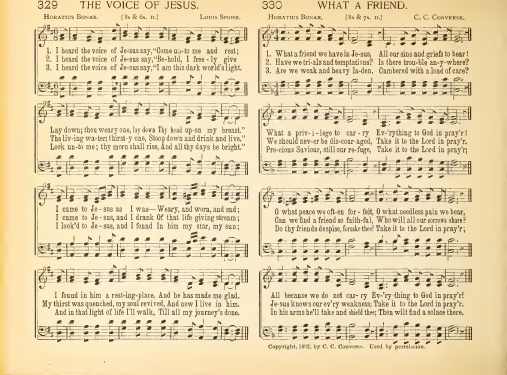 329 THE VOICE OF JESUS.
HORATIUS BONAR. (8s & 6s. D.) LOUIS SPOHR.
1. I heard the voice of Je-sus say, "Come un-to me and rest;
2. I heard the voice of Je-sus say, "Be-hold, I free-ly give
3. I heard the voice of Je-sus say, "I am this dark world's light.
Lay down; thou weary one, lay down Thy head up-on my breast."
The liv-ing wa-ter; thirst-y one, Stoop down and drink and live."
Look un-to me; thy morn shall rise, And all thy days be bright."
I came to Je-sus as I was—Weary, and worn, and sad;
I came to Je-sus, and I drank Of that life giving stream;
I look'd to Je-sus, and I found In him my star, my sun;
I found in him a rest-ing-place, And he has made me glad.
My thirst was quenched, my soul revived, And now I live in him.
And in that light of life I'll walk, Till all my journey's done.
330 WHAT A FRIEND.
HORATIUS BONAR. (8s & 7s. D.) C. C. CONVERSE.
1. What a friend we have in Je-sus, All our sins and griefs to bear!
2. Have we tri-als and temptations? Is there trou-ble an-y-where?
3. Are we weak and heavy laden, Cumbered with a load of care?
What a priv-i-lege to car-ry Ev-'rything to God in pray'r!
We should nev-er be dis-cour-aged, Take it to the Lord in pray'r;
Pre-cious Saviour, still our re-fuge, Take it to the Lord in pray'r;
O what peace we oft-en for-feit, O what needless pain we bear,
Can we find a friend so faith-ful, Who will all our sorrows share?
Do thy friends despise, forsake thee? Take it to the Lord in pray'r;
All because we do not car-ry Ev-'ry-thing to God in pray'r!
Je-sus knows our ev'ry weakness; Take it to the Lord in pray'r;
In his arms he'll take and shield thee; Thou wilt find a solace there.
Copyright, by C. C. Converse. Used by permission.